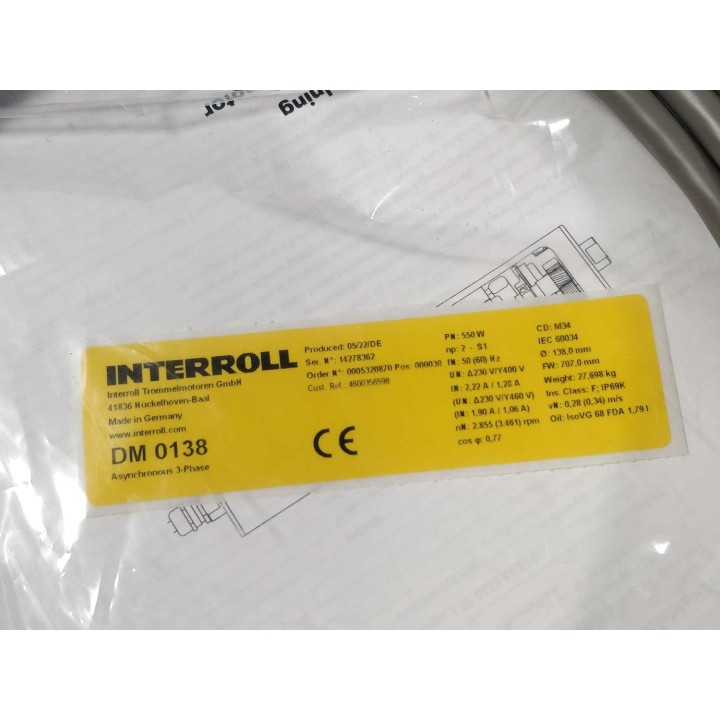 lning
otor
INTERROLL
Interroll Trommelmotoren GmbH
41836 Huckelhoven-Baal
Made in Germany
www.interroll.com
DM 0138
Asynchronous 3-Phase
Produced: 05/22/DE
Ser. N°: 14278362
Order N°: 0005320870 Pos: 000030
Cust. Ref.: 4600356598
CE
PN: 550 W
np: 2 - S1
fN: 50 (60) Hz
UN: Δ230 V/Y400 V
IN: 2,22 A / 1,28 A
(UN: Δ230 V/Y460 V)
(IN: 1,90 A / 1,06 A)
nN: 2.855 (3.461) rpm
cos φ: 0,77
CD: M34
IEC 60034
Ø: 138,0 mm
FW: 707,0 mm
Weight: 27,698 kg
Ins. Class: F; IP69K
vN: 0,28 (0,34) m/s
Oil: IsoVG 68 FDA 1,79 l